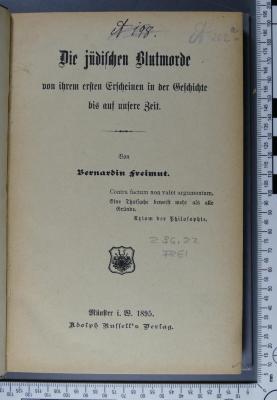 Die jüdischen Blutmorde
von ihrem ersten Erscheinen in der Geschichte
bis auf unsere Zeit.
Von
Bernardin Freimut.
Contra factum non valet argumentum.
Eine Thatsache beweist mehr als alle
Gründe.
Axiom der Philosophie.
Münster i. W. 1895.
Adolph Russell's Verlag.